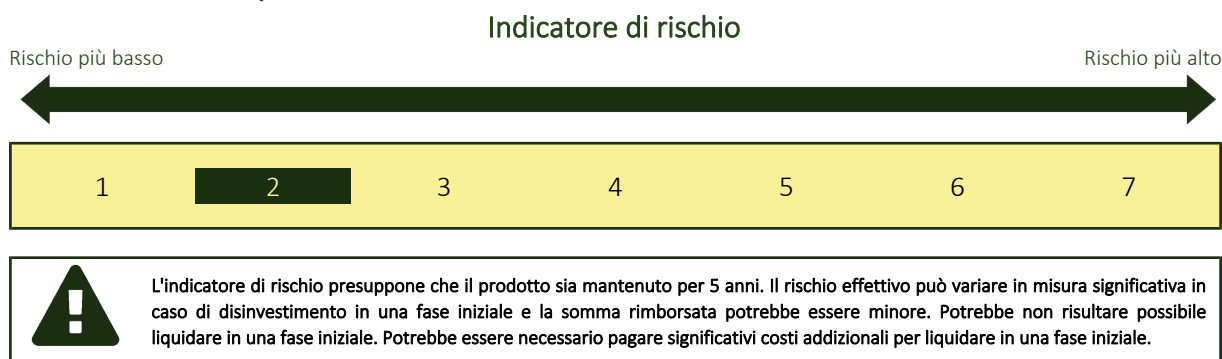 Indicatore di rischio
Rischio più basso
Rischio più alto
1 2 3 4 5 6 7
L'indicatore di rischio presuppone che il prodotto sia mantenuto per 5 anni. Il rischio effettivo può variare in misura significativa in
caso di disinvestimento in una fase iniziale e la somma rimborsata potrebbe essere minore. Potrebbe non risultare possibile
liquidare in una fase iniziale. Potrebbe essere necessario pagare significativi costi addizionali per liquidare in una fase iniziale.